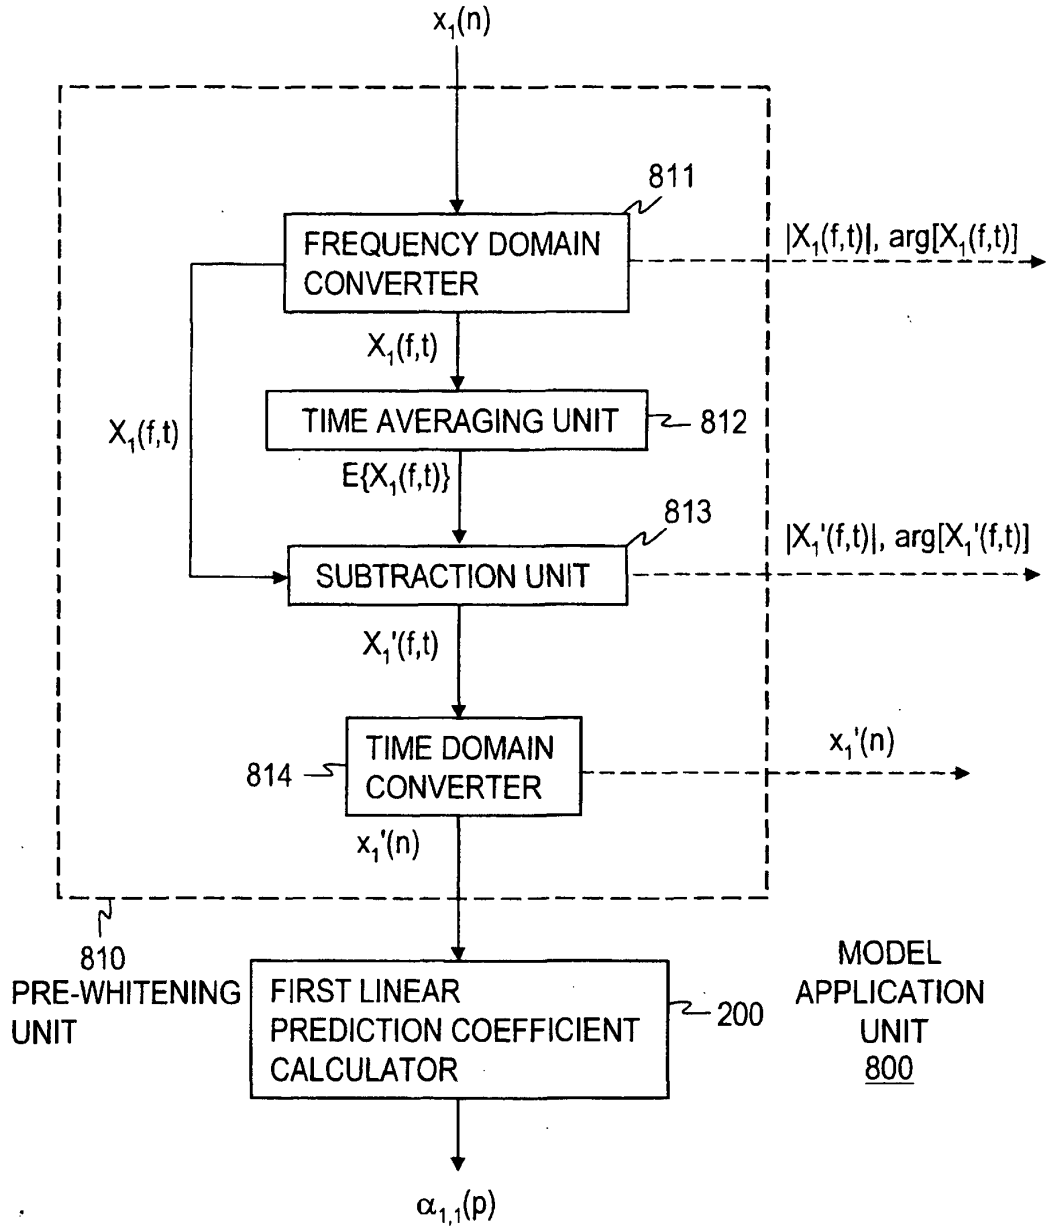 x₁(n)
811
FREQUENCY DOMAIN
CONVERTER
|X₁(f,t)|, arg[X₁(f,t)]
X₁(f,t)
TIME AVERAGING UNIT
812
X₁(f,t)
E{X₁(f,t)}
813
SUBTRACTION UNIT
|X₁'(f,t)|, arg[X₁'(f,t)]
X₁'(f,t)
TIME DOMAIN
CONVERTER
814
x₁'(n)
x₁'(n)
810
PRE-WHITENING
UNIT
FIRST LINEAR
PREDICTION COEFFICIENT
CALCULATOR
200
MODEL
APPLICATION
UNIT
800
α₁,₁(p)